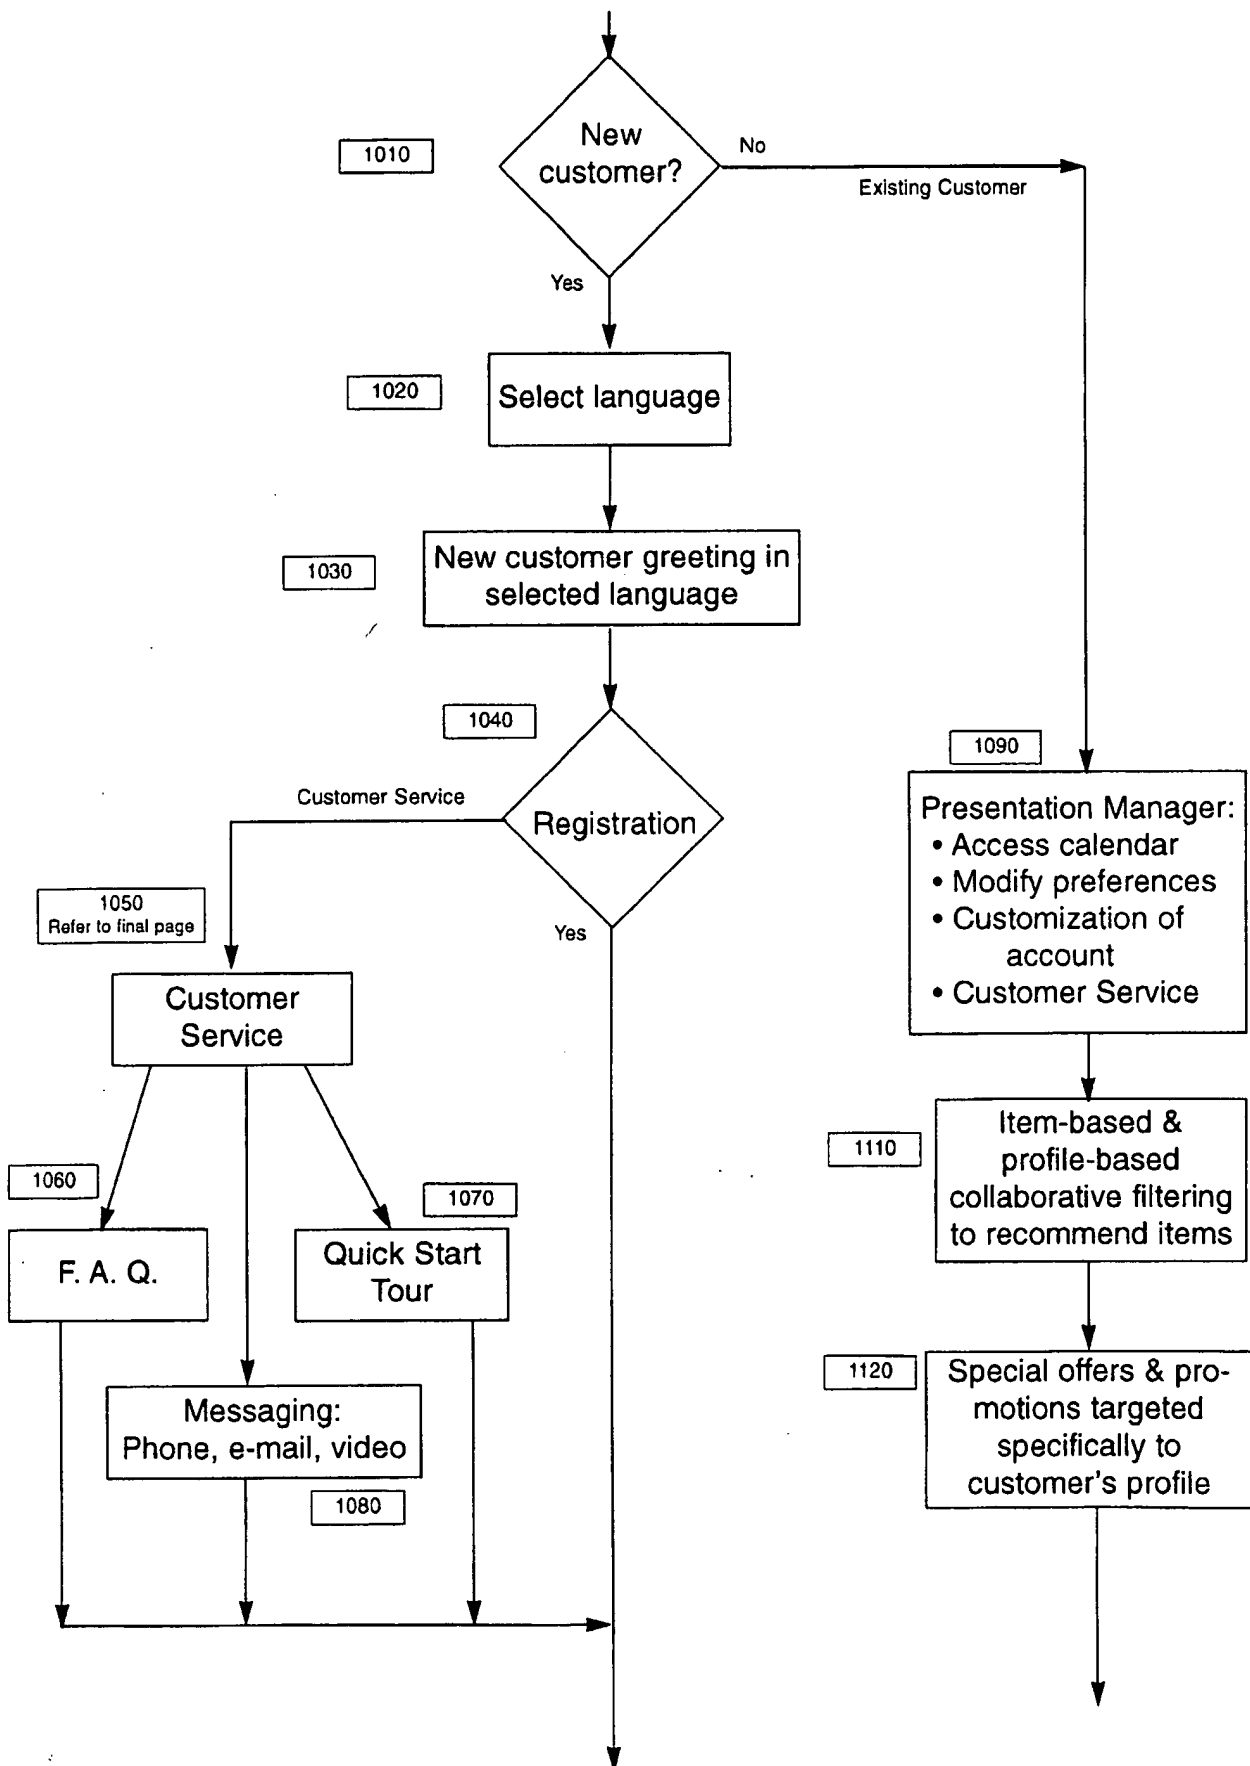 New
customer?
1010
No
Existing Customer
Yes
1020
Select language
1030
New customer greeting in
selected language
1040
Registration
Customer Service
Yes
1050
Refer to final page
Customer
Service
1060
F. A. Q.
1070
Quick Start
Tour
Messaging:
Phone, e-mail, video
1080
1090
Presentation Manager:
• Access calendar
• Modify preferences
• Customization of
account
• Customer Service
1110
Item-based &
profile-based
collaborative filtering
to recommend items
1120
Special offers & pro-
motions targeted
specifically to
customer's profile